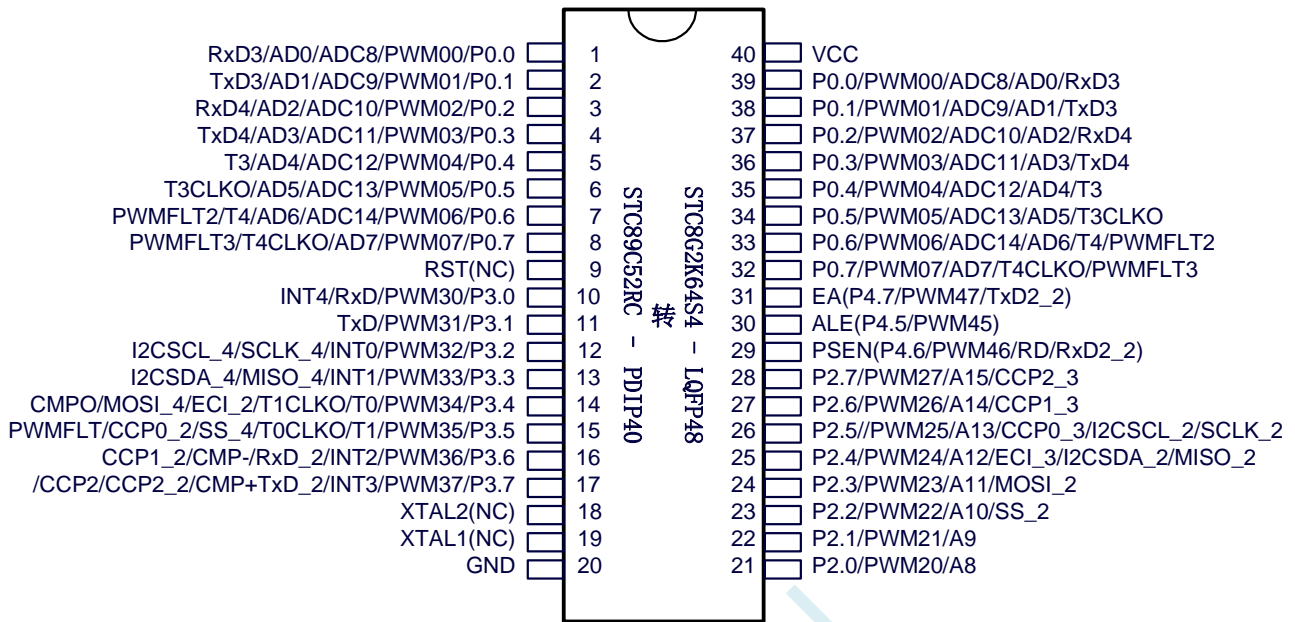 RxD3/AD0/ADC8/PWM00/P0.0 1 40 VCC
TxD3/AD1/ADC9/PWM01/P0.1 2 39 P0.0/PWM00/ADC8/AD0/RxD3
RxD4/AD2/ADC10/PWM02/P0.2 3 38 P0.1/PWM01/ADC9/AD1/TxD3
TxD4/AD3/ADC11/PWM03/P0.3 4 37 P0.2/PWM02/ADC10/AD2/RxD4
T3/AD4/ADC12/PWM04/P0.4 5 36 P0.3/PWM03/ADC11/AD3/TxD4
T3CLKO/AD5/ADC13/PWM05/P0.5 6 35 P0.4/PWM04/ADC12/AD4/T3
PWMFLT2/T4/AD6/ADC14/PWM06/P0.6 7 34 P0.5/PWM05/ADC13/AD5/T3CLKO
PWMFLT3/T4CLKO/AD7/PWM07/P0.7 8 33 P0.6/PWM06/ADC14/AD6/T4/PWMFLT2
RST(NC) 9 32 P0.7/PWM07/AD7/T4CLKO/PWMFLT3
INT4/RxD/PWM30/P3.0 10 31 EA(P4.7/PWM47/TxD2_2)
TxD/PWM31/P3.1 11 30 ALE(P4.5/PWM45)
I2CSCL_4/SCLK_4/INT0/PWM32/P3.2 12 29 PSEN(P4.6/PWM46/RD/RxD2_2)
I2CSDA_4/MISO_4/INT1/PWM33/P3.3 13 28 P2.7/PWM27/A15/CCP2_3
CMPO/MOSI_4/ECI_2/T1CLKO/T0/PWM34/P3.4 14 27 P2.6/PWM26/A14/CCP1_3
PWMFLT/CCP0_2/SS_4/T0CLKO/T1/PWM35/P3.5 15 26 P2.5//PWM25/A13/CCP0_3/I2CSCL_2/SCLK_2
CCP1_2/CMP-/RxD_2/INT2/PWM36/P3.6 16 25 P2.4/PWM24/A12/ECI_3/I2CSDA_2/MISO_2
/CCP2/CCP2_2/CMP+TxD_2/INT3/PWM37/P3.7 17 24 P2.3/PWM23/A11/MOSI_2
XTAL2(NC) 18 23 P2.2/PWM22/A10/SS_2
XTAL1(NC) 19 22 P2.1/PWM21/A9
GND 20 21 P2.0/PWM20/A8
STC8G2K64S4 - LQFP48
转
STC89C52RC - PDIP40